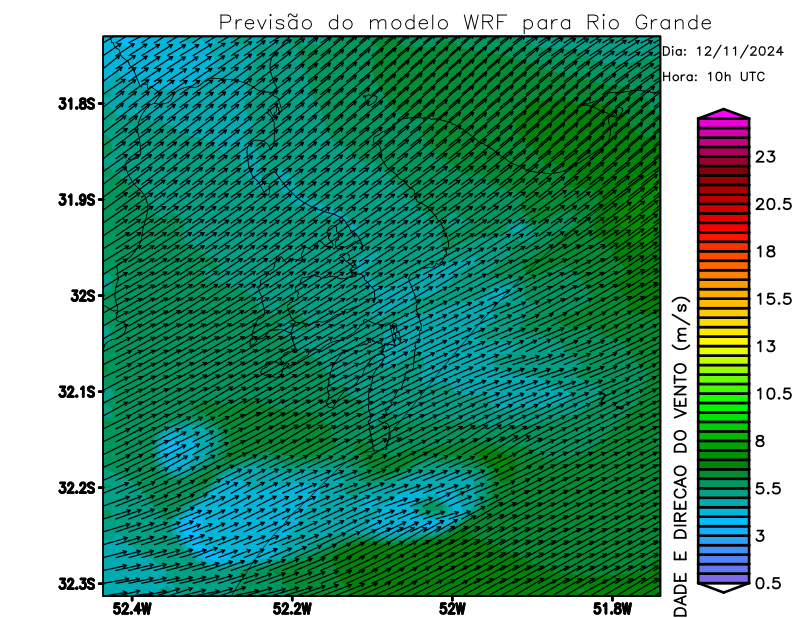 Previsão do modelo WRF para Rio Grande
Dia: 12/11/2024
Hora: 10h UTC
31.8S
31.9S
32S
32.1S
32.2S
32.3S
52.4W
52.2W
52W
51.8W
23
20.5
18
15.5
13
10.5
8
5.5
3
0.5
DADE E DIRECAO DO VENTO (m/s)